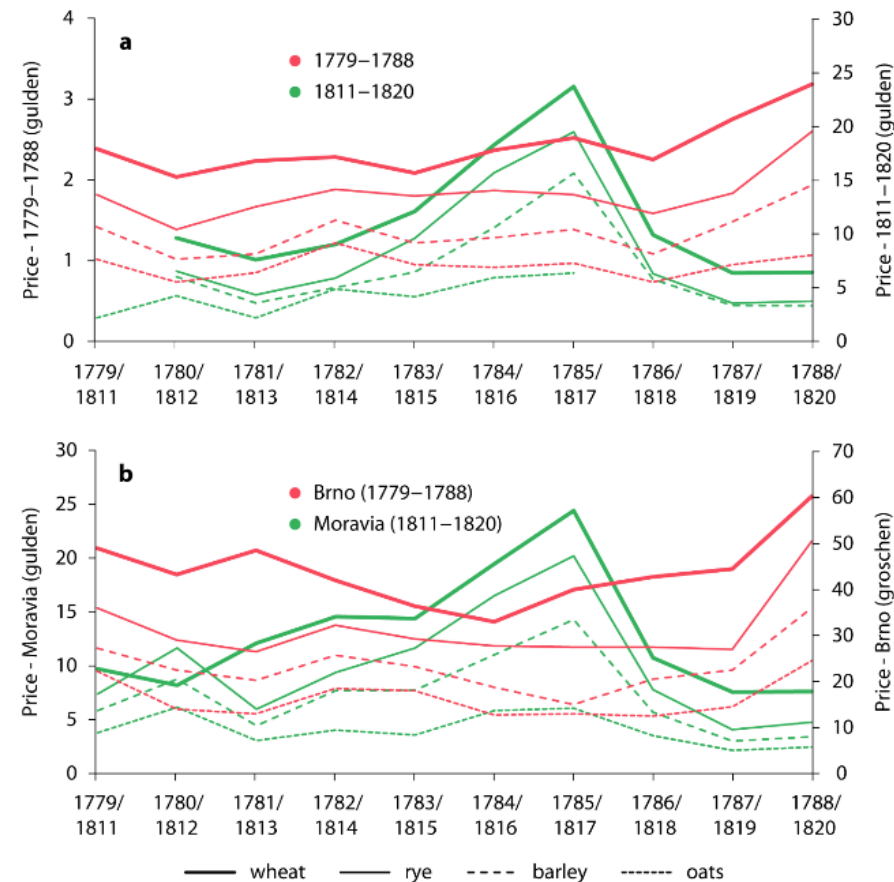 a
1779–1788
1811–1820
Price - 1779–1788 (gulden)
4
3
2
1
0
Price - 1811–1820 (gulden)
30
25
20
15
10
5
0
1779/ 1780/ 1781/ 1782/ 1783/ 1784/ 1785/ 1786/ 1787/ 1788/
1811 1812 1813 1814 1815 1816 1817 1818 1819 1820
b
Brno (1779–1788)
Moravia (1811–1820)
Price - Moravia (gulden)
30
25
20
15
10
5
0
Price - Brno (groschen)
70
60
50
40
30
20
10
0
1779/ 1780/ 1781/ 1782/ 1783/ 1784/ 1785/ 1786/ 1787/ 1788/
1811 1812 1813 1814 1815 1816 1817 1818 1819 1820
wheat rye barley oats